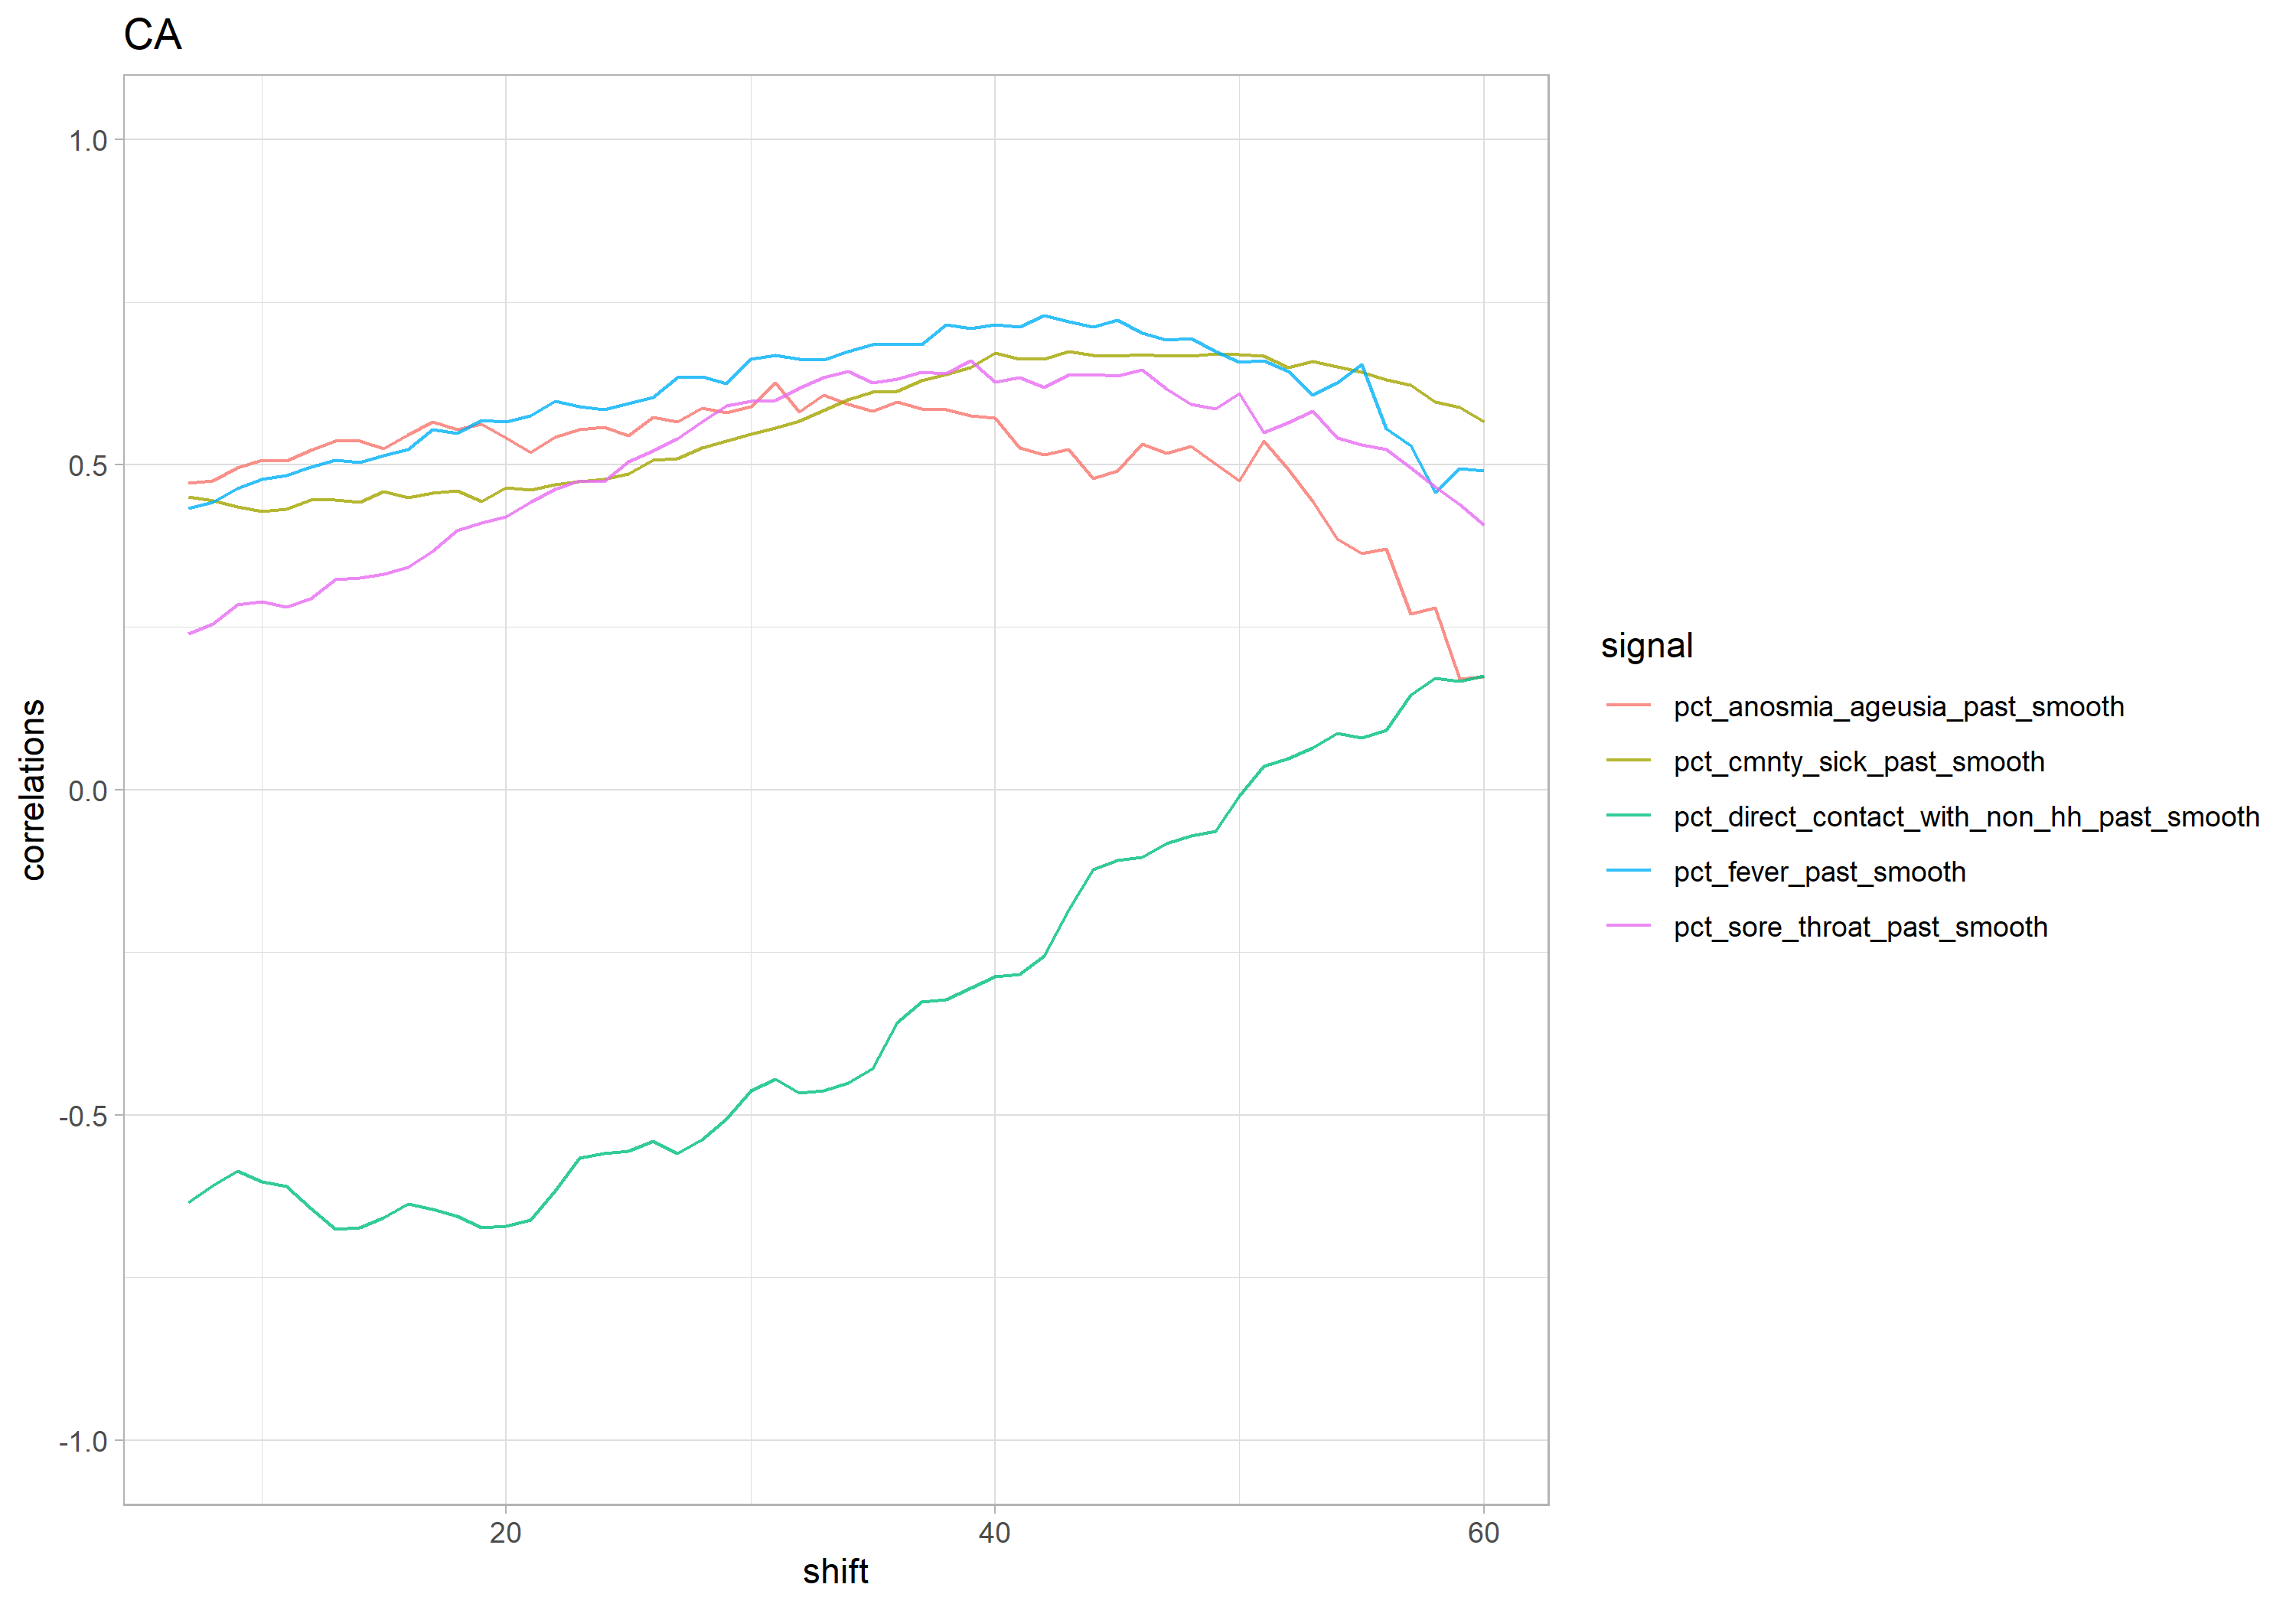 CA
1.0
0.5
0.0
-0.5
-1.0
correlations
20 40 60
shift
signal
pct_anosmia_ageusia_past_smooth
pct_cmnty_sick_past_smooth
pct_direct_contact_with_non_hh_past_smooth
pct_fever_past_smooth
pct_sore_throat_past_smooth